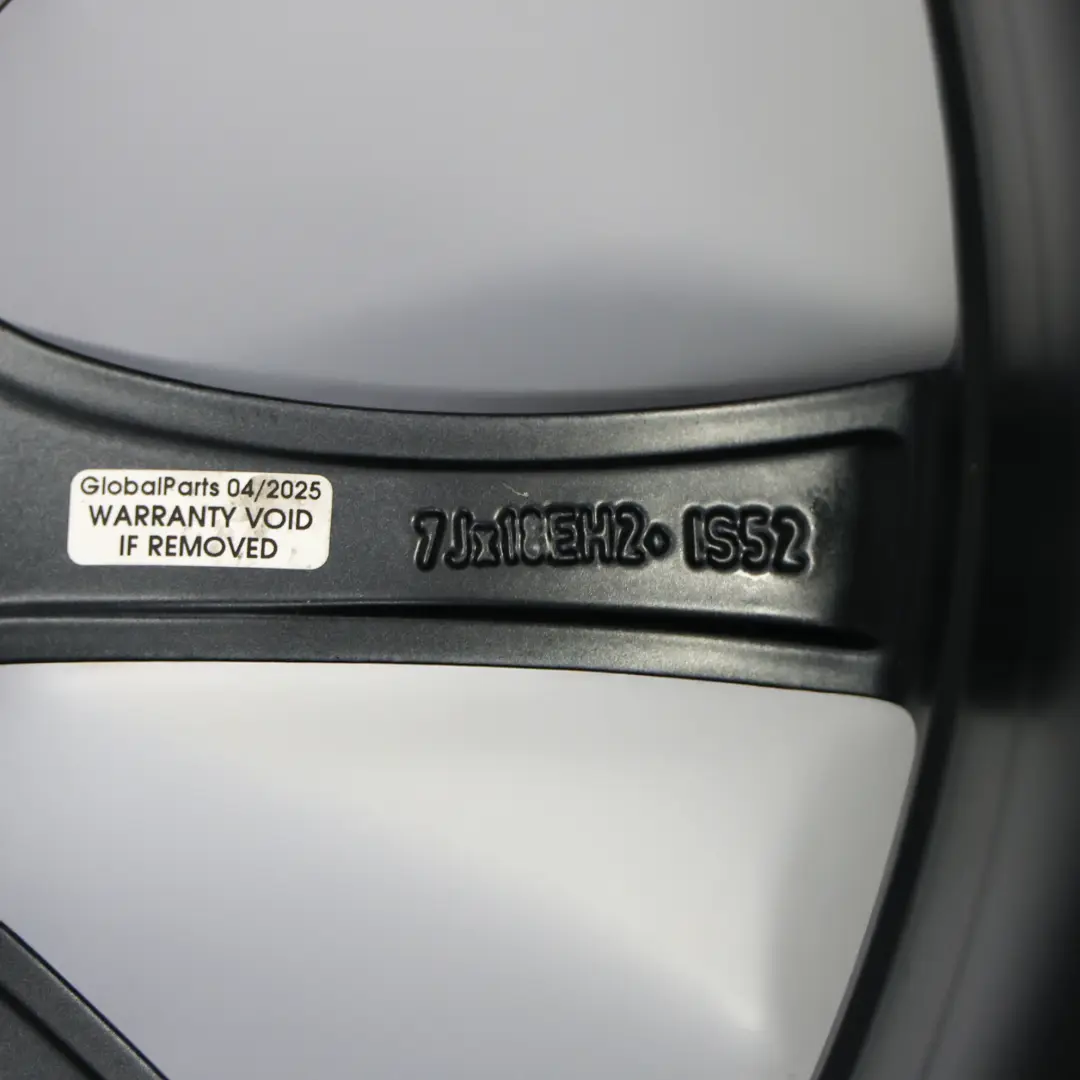 GlobalParts 04/2025
WARRANTY VOID
IF REMOVED
7Jx18EH2• IS52